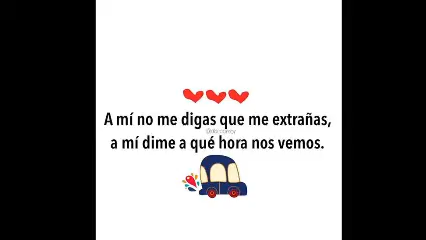 A mí no me digas que me extrañas,
a mí dime a qué hora nos vemos.